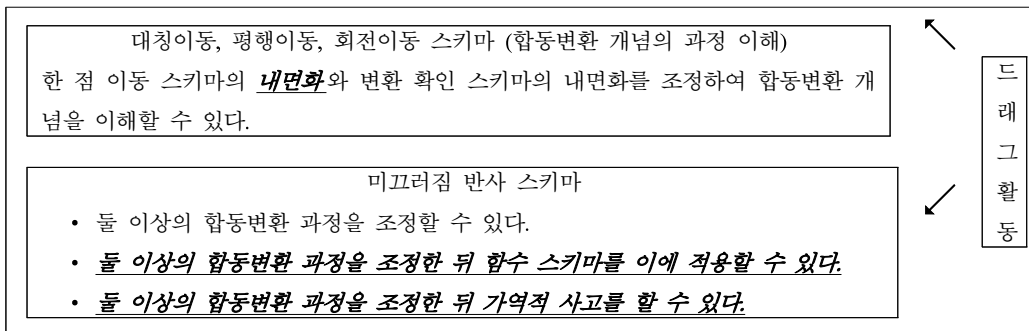 대칭이동, 평행이동, 회전이동 스키마 (합동변환 개념의 과정 이해)
한 점 이동 스키마의 내면화와 변환 확인 스키마의 내면화를 조정하여 합동변환 개
념을 이해할 수 있다.
미끄러짐 반사 스키마
• 둘 이상의 합동변환 과정을 조정할 수 있다.
• 둘 이상의 합동변환 과정을 조정한 뒤 함수 스키마를 이에 적용할 수 있다.
• 둘 이상의 합동변환 과정을 조정한 뒤 가역적 사고를 할 수 있다.
드
래
그
활
동